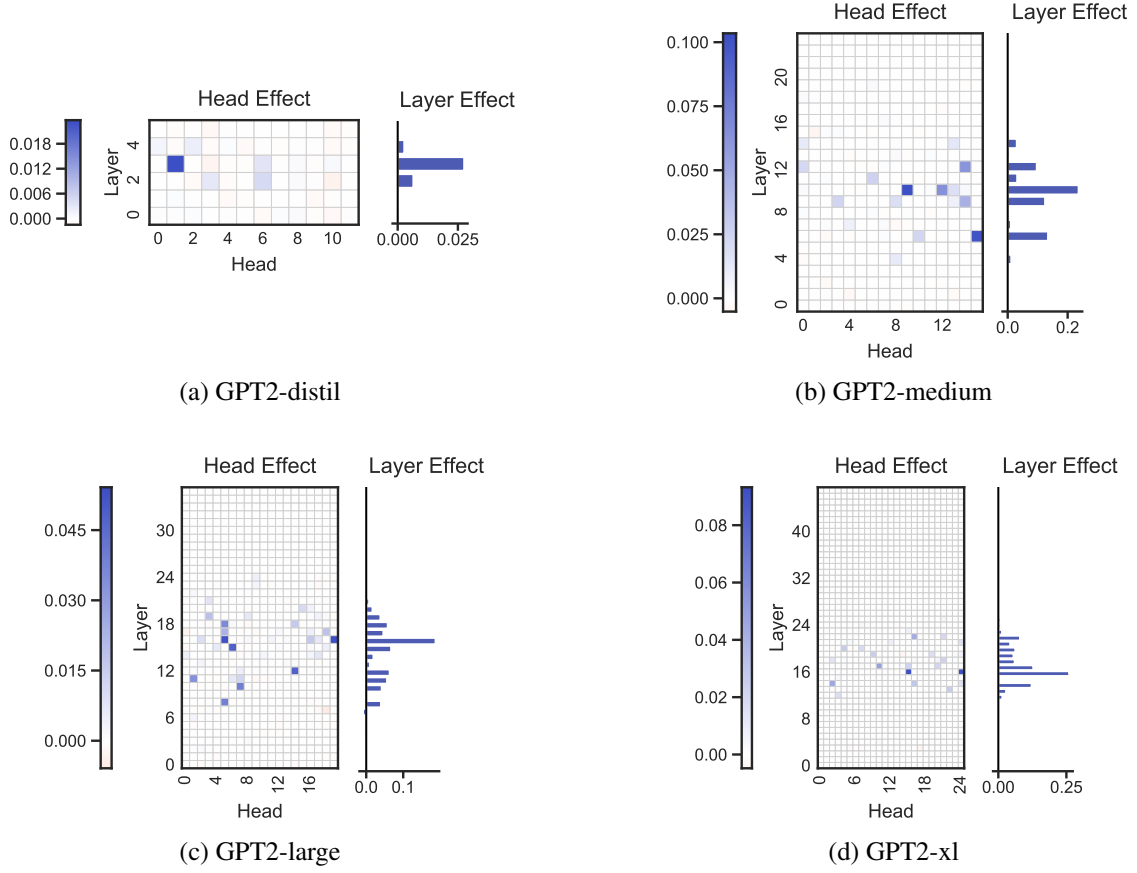 Head Effect
Layer Effect
0.018
0.012
0.006
0.000
Layer
4
2
0
0 2 4 6 8 10
Head
0.000 0.025
(a) GPT2-distil
Head Effect
Layer Effect
0.100
0.075
0.050
0.025
0.000
Layer
20
16
12
8
4
0
0 4 8 12
Head
0.0 0.2
(b) GPT2-medium
Head Effect
Layer Effect
0.045
0.030
0.015
0.000
Layer
30
24
18
12
6
0
0 4 8 12 16
Head
0.0 0.1
(c) GPT2-large
Head Effect
Layer Effect
0.08
0.06
0.04
0.02
0.00
Layer
40
32
24
16
8
0
0 6 12 18 24
Head
0.00 0.25
(d) GPT2-xl